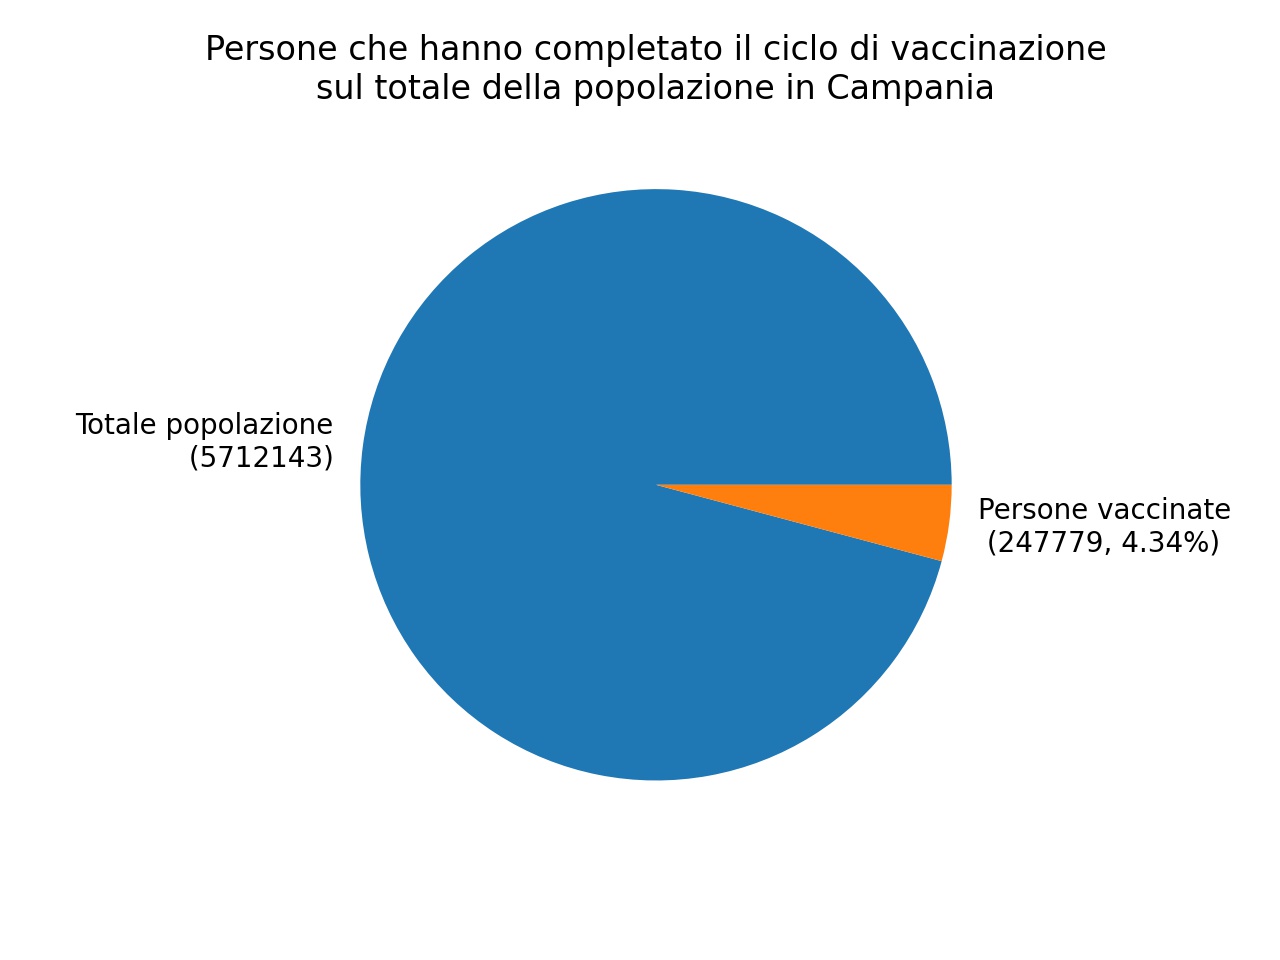 Persone che hanno completato il ciclo di vaccinazione
sul totale della popolazione in Campania
Totale popolazione
(5712143)
Persone vaccinate
(247779, 4.34%)